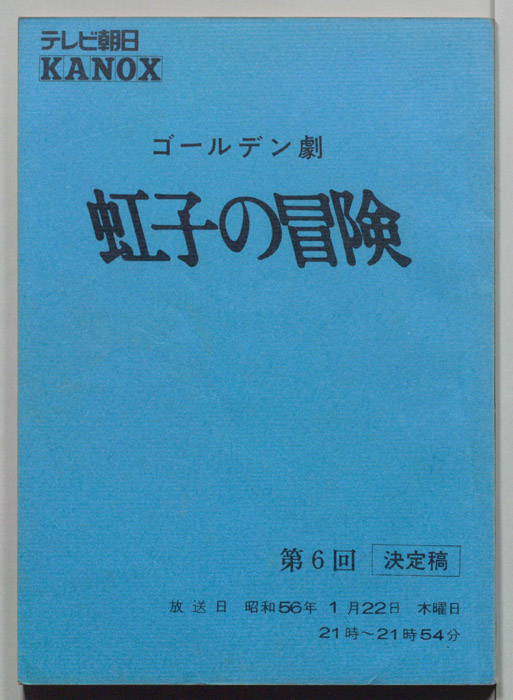 テレビ朝日
KANOX
ゴールデン劇
虹子の冒険
第6回 決定稿
放送日 昭和56年 1月22日 木曜日
21時～21時54分